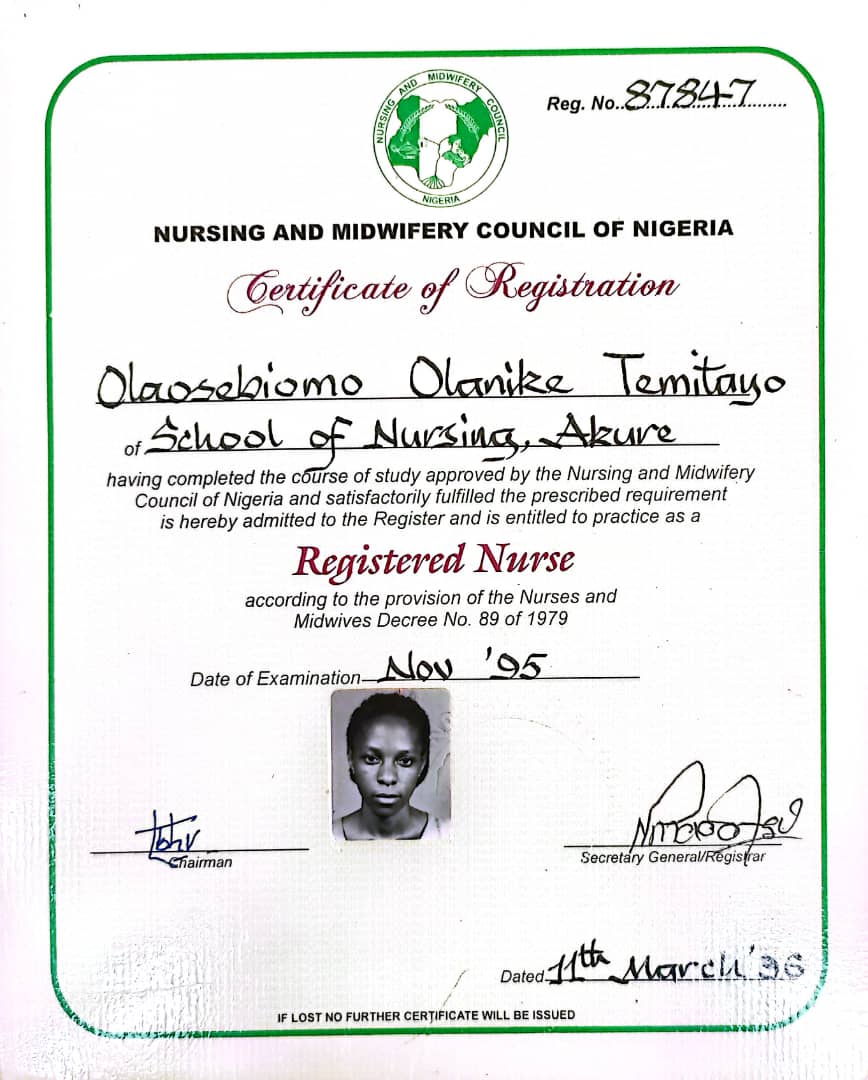 NURSING AND MIDWIFERY COUNCIL
NIGERIA
Reg. No..87847........
NURSING AND MIDWIFERY COUNCIL OF NIGERIA
Certificate of Registration
Olaosebiomo Olanike Temitayo
of School of Nursing, Akure
having completed the course of study approved by the Nursing and Midwifery
Council of Nigeria and satisfactorily fulfilled the prescribed requirement
is hereby admitted to the Register and is entitled to practice as a
Registered Nurse
according to the provision of the Nurses and
Midwives Decree No. 89 of 1979
Date of Examination Nov '95
Chairman
Secretary General/Registrar
Dated 11th March '96
IF LOST NO FURTHER CERTIFICATE WILL BE ISSUED